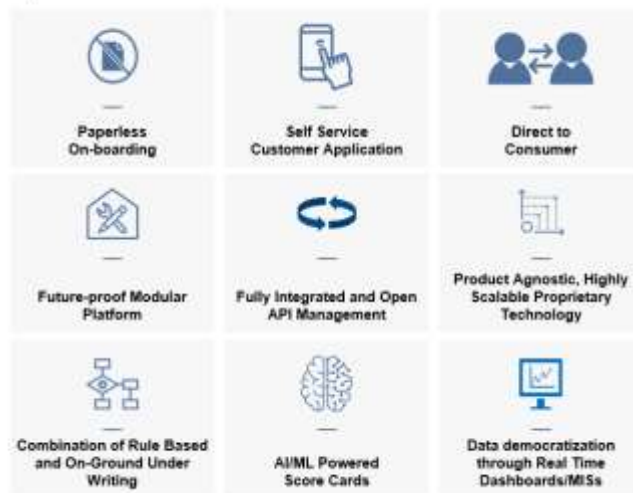 Paperless
On-boarding
Self Service
Customer Application
Direct to
Consumer
Future-proof Modular
Platform
Fully Integrated and Open
API Management
Product Agnostic, Highly
Scalable Proprietary
Technology
Combination of Rule Based
and On-Ground Under
Writing
AI/ML Powered
Score Cards
Data democratization
through Real Time
Dashboards/MISs